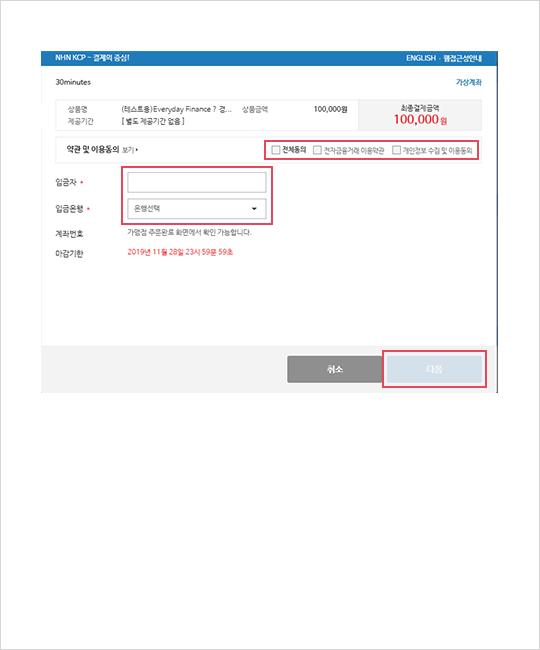 NHN KCP - 결제의 중심! ENGLISH · 웹접근성안내
30minutes 가상계좌
상품명 (테스트용)Everyday Finance ? 경... 상품금액 100,000원 최종결제금액
제공기간 [ 별도 제공기간 없음 ] 100,000원
약관 및 이용동의 보기 전체동의 전자금융거래 이용약관 개인정보 수집 및 이용동의
입금자 *
입금은행 * 은행선택
계좌번호 가맹점 주문완료 화면에서 확인 가능합니다.
마감기한 2019년 11월 28일 23시 59분 59초
취소 다음